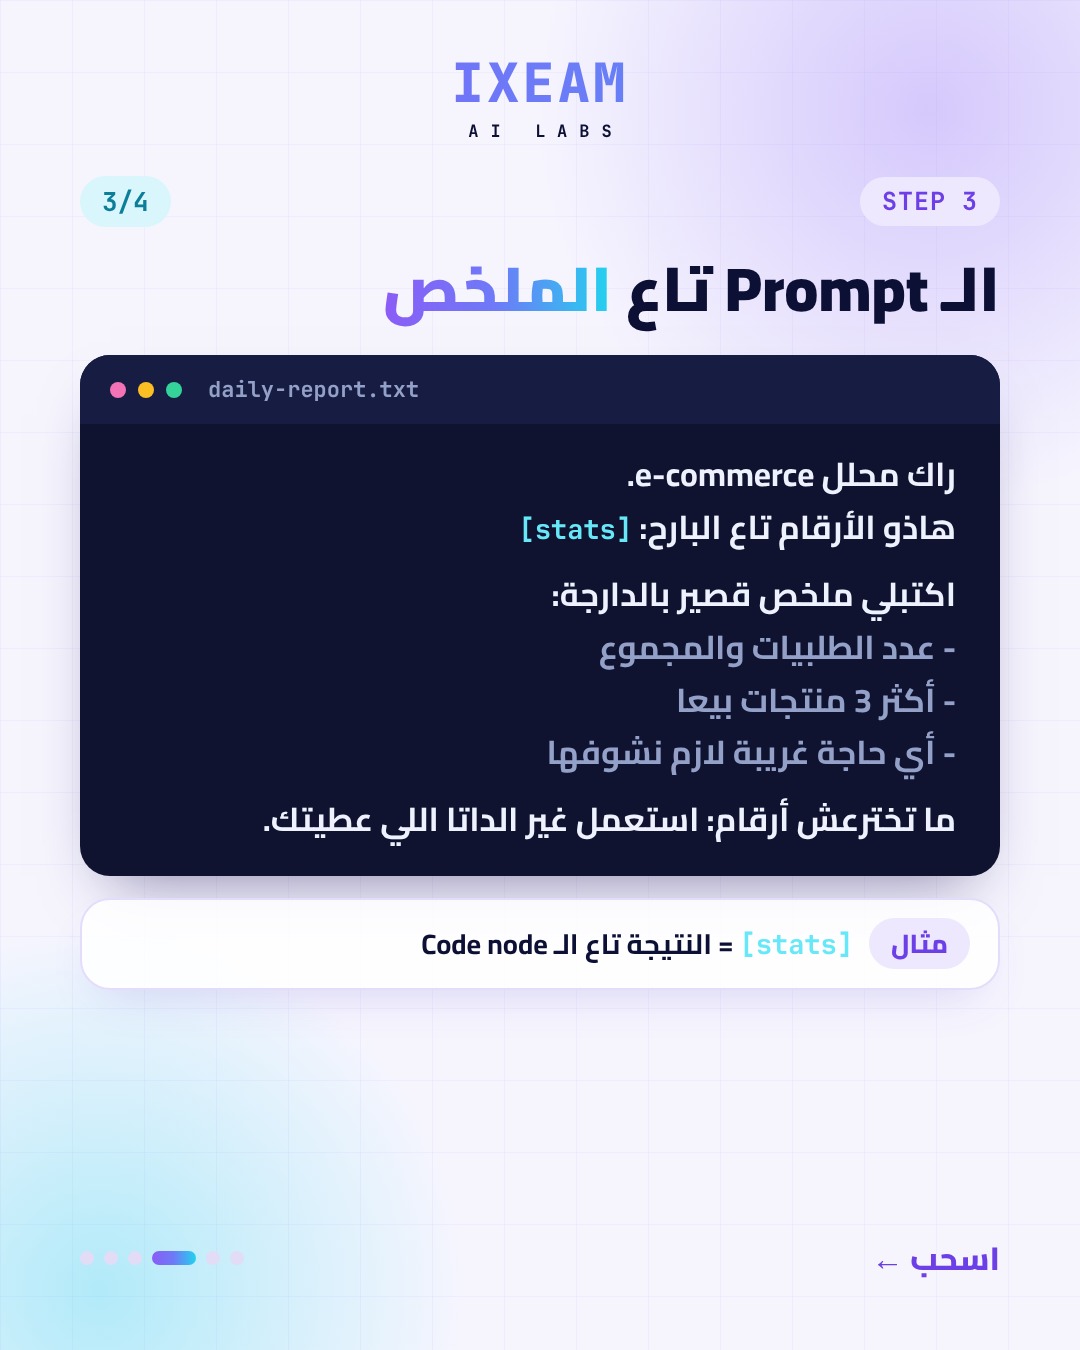 IXEAM
AI LABS
STEP 3
3/4
الـ Prompt تاع الملخص
daily-report.txt
راك محلل e-commerce.
هاذو الأرقام تاع البارح: [stats]
اكتبلي ملخص قصير بالدارجة:
- عدد الطلبيات والمجموع
- أكثر 3 منتجات بيعا
- أي حاجة غريبة لازم نشوفها
ما تخترعش أرقام: استعمل غير الداتا اللي عطيتك.
مثال
[stats] = النتيجة تاع الـ Code node
اسحب ←